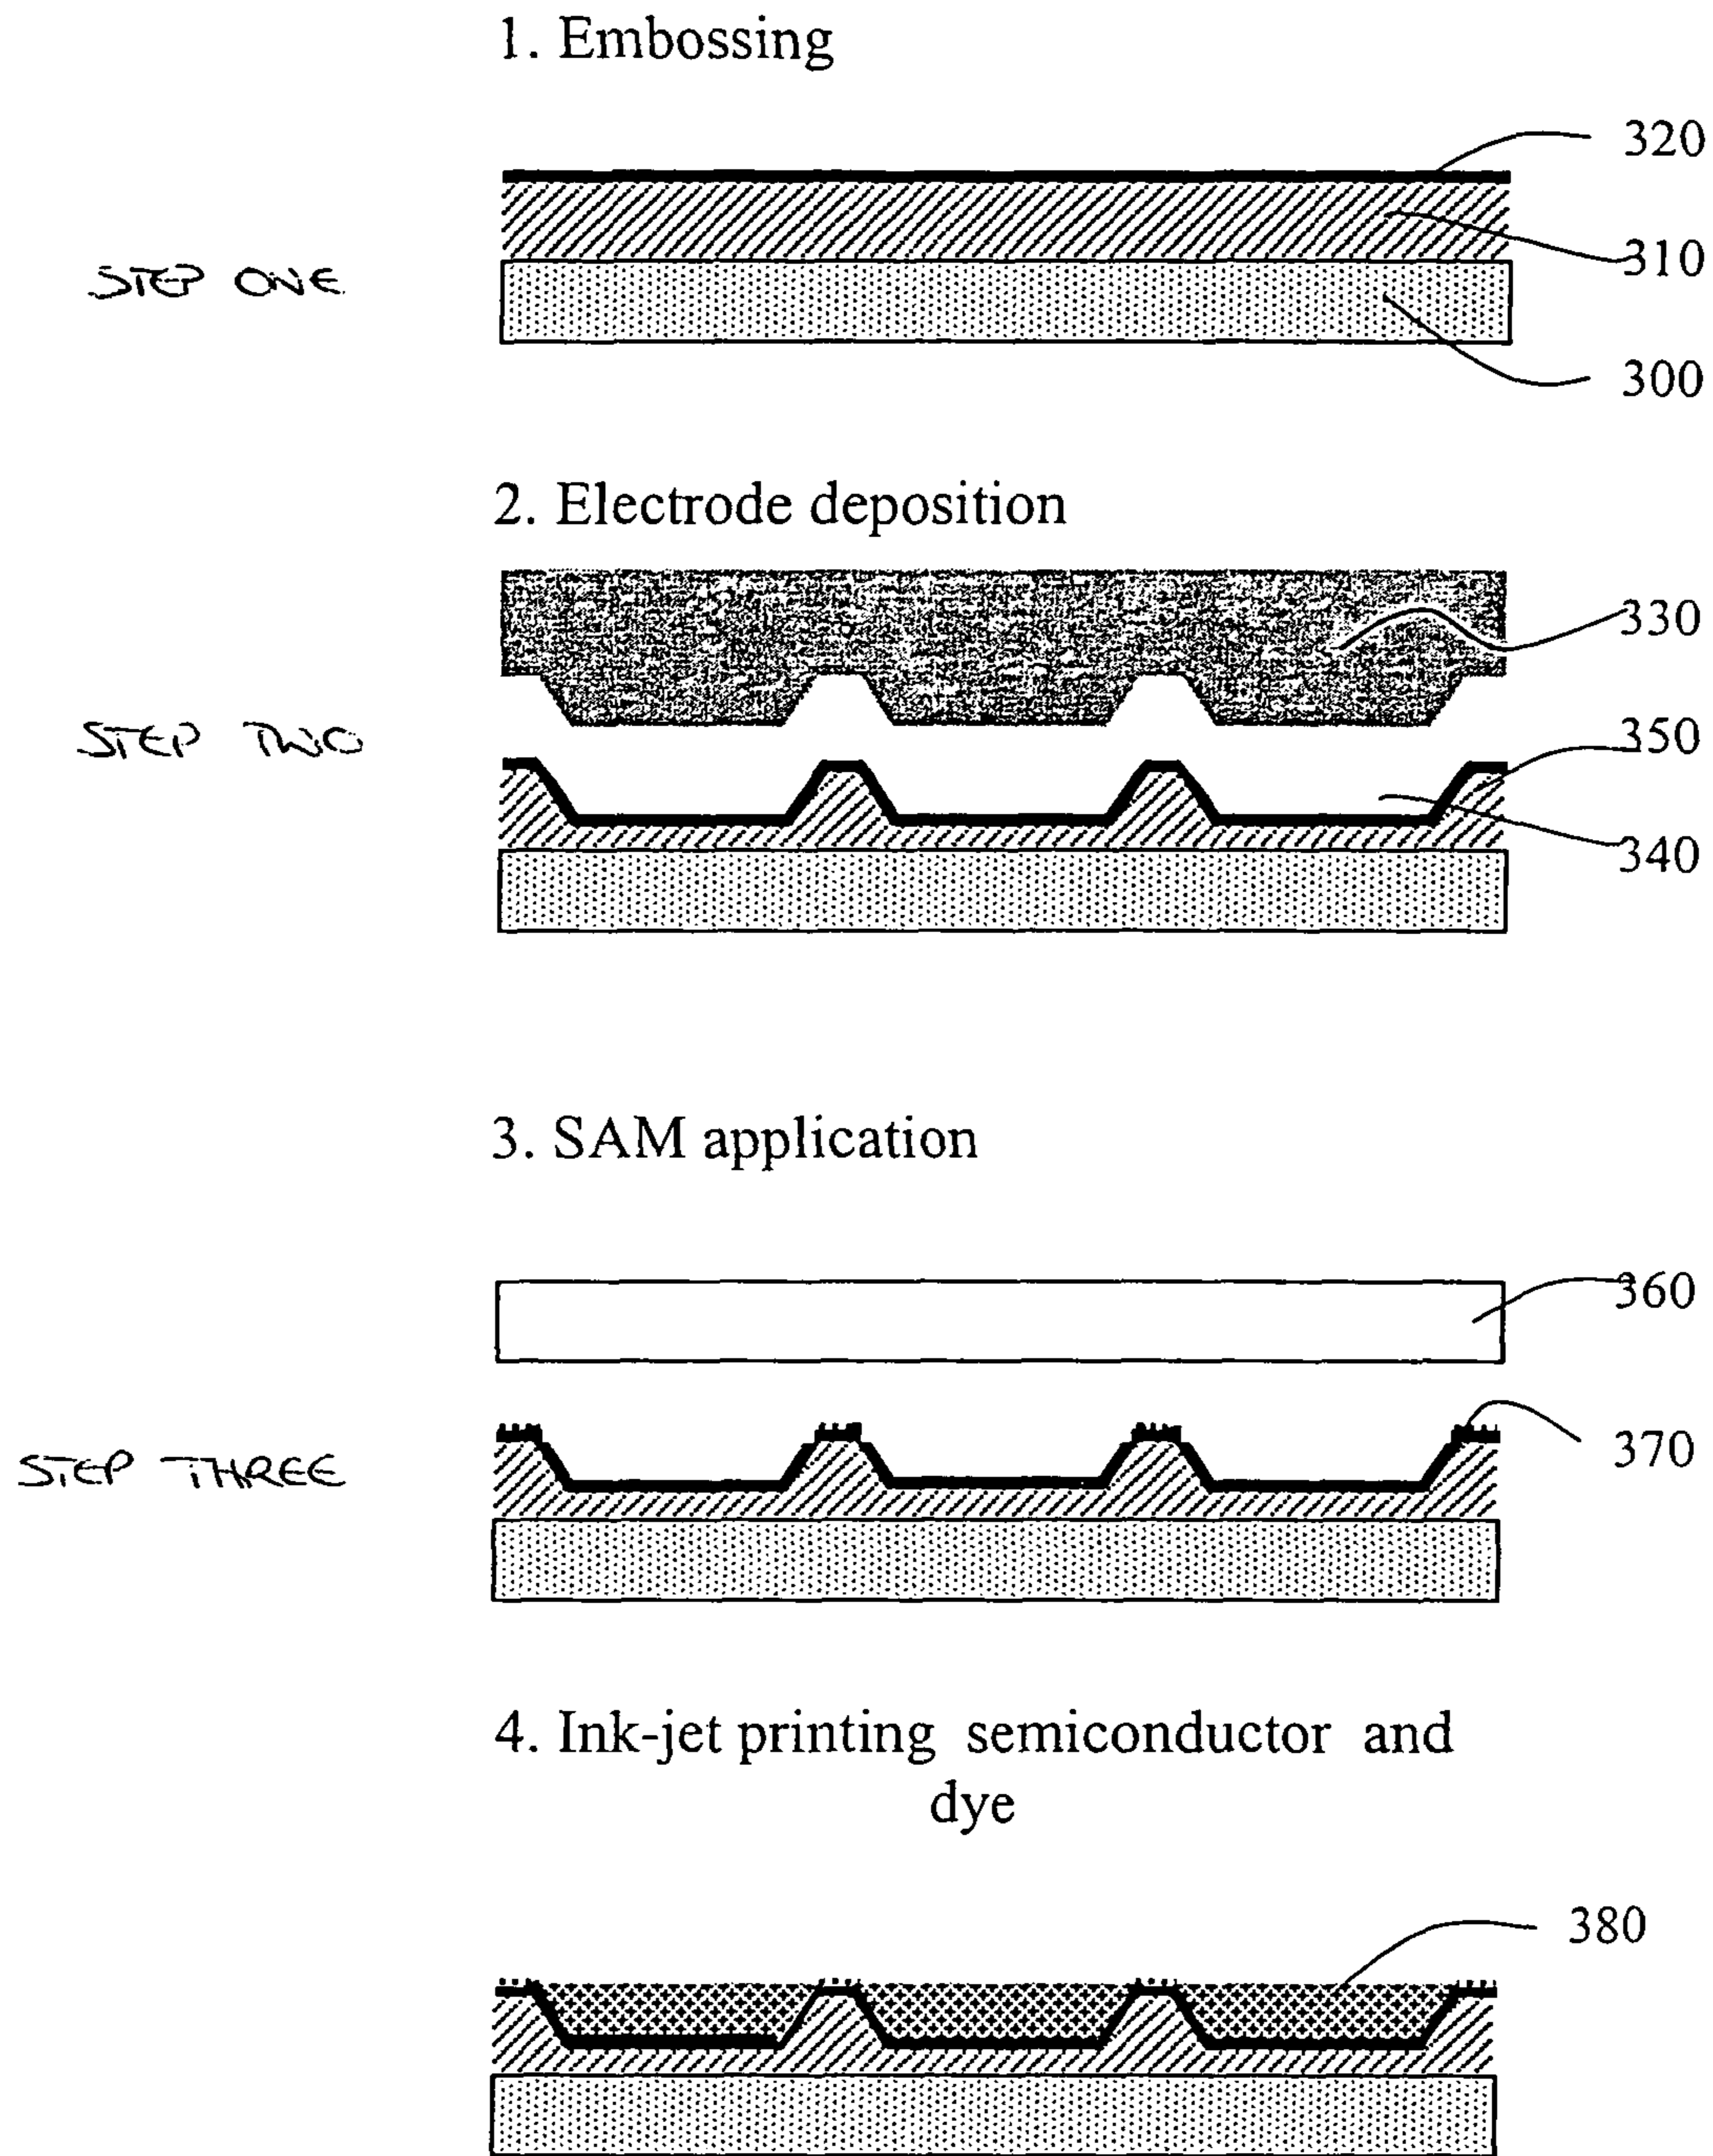 1. Embossing
320
310
STEP ONE
300
2. Electrode deposition
330
STEP TWO
350
340
3. SAM application
360
370
STEP THREE
4. Ink-jet printing semiconductor and
dye
380